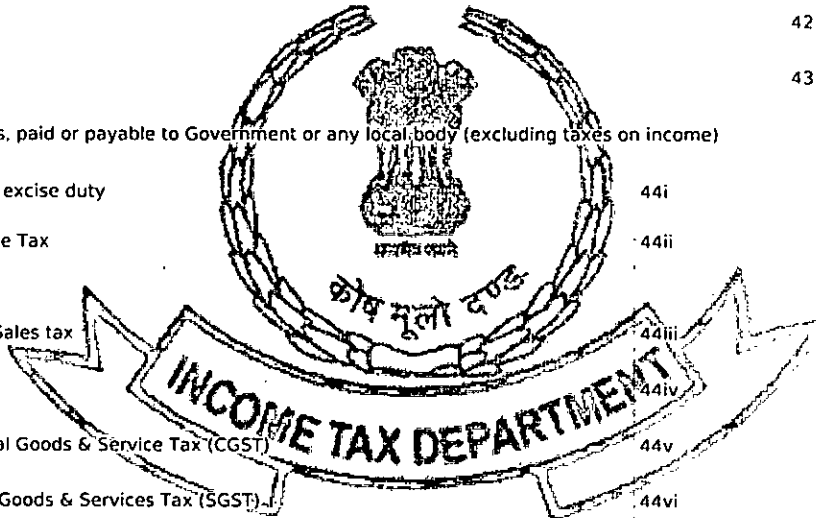 42
43
s, paid or payable to Government or any local body (excluding taxes on income)
excise duty 44i
e Tax 44ii
कोष मूलो दण्ड
Sales tax 44iii
44iv
INCOME TAX DEPARTMENT
al Goods & Service Tax (CGST) 44v
Goods & Services Tax (SGST) 44vi